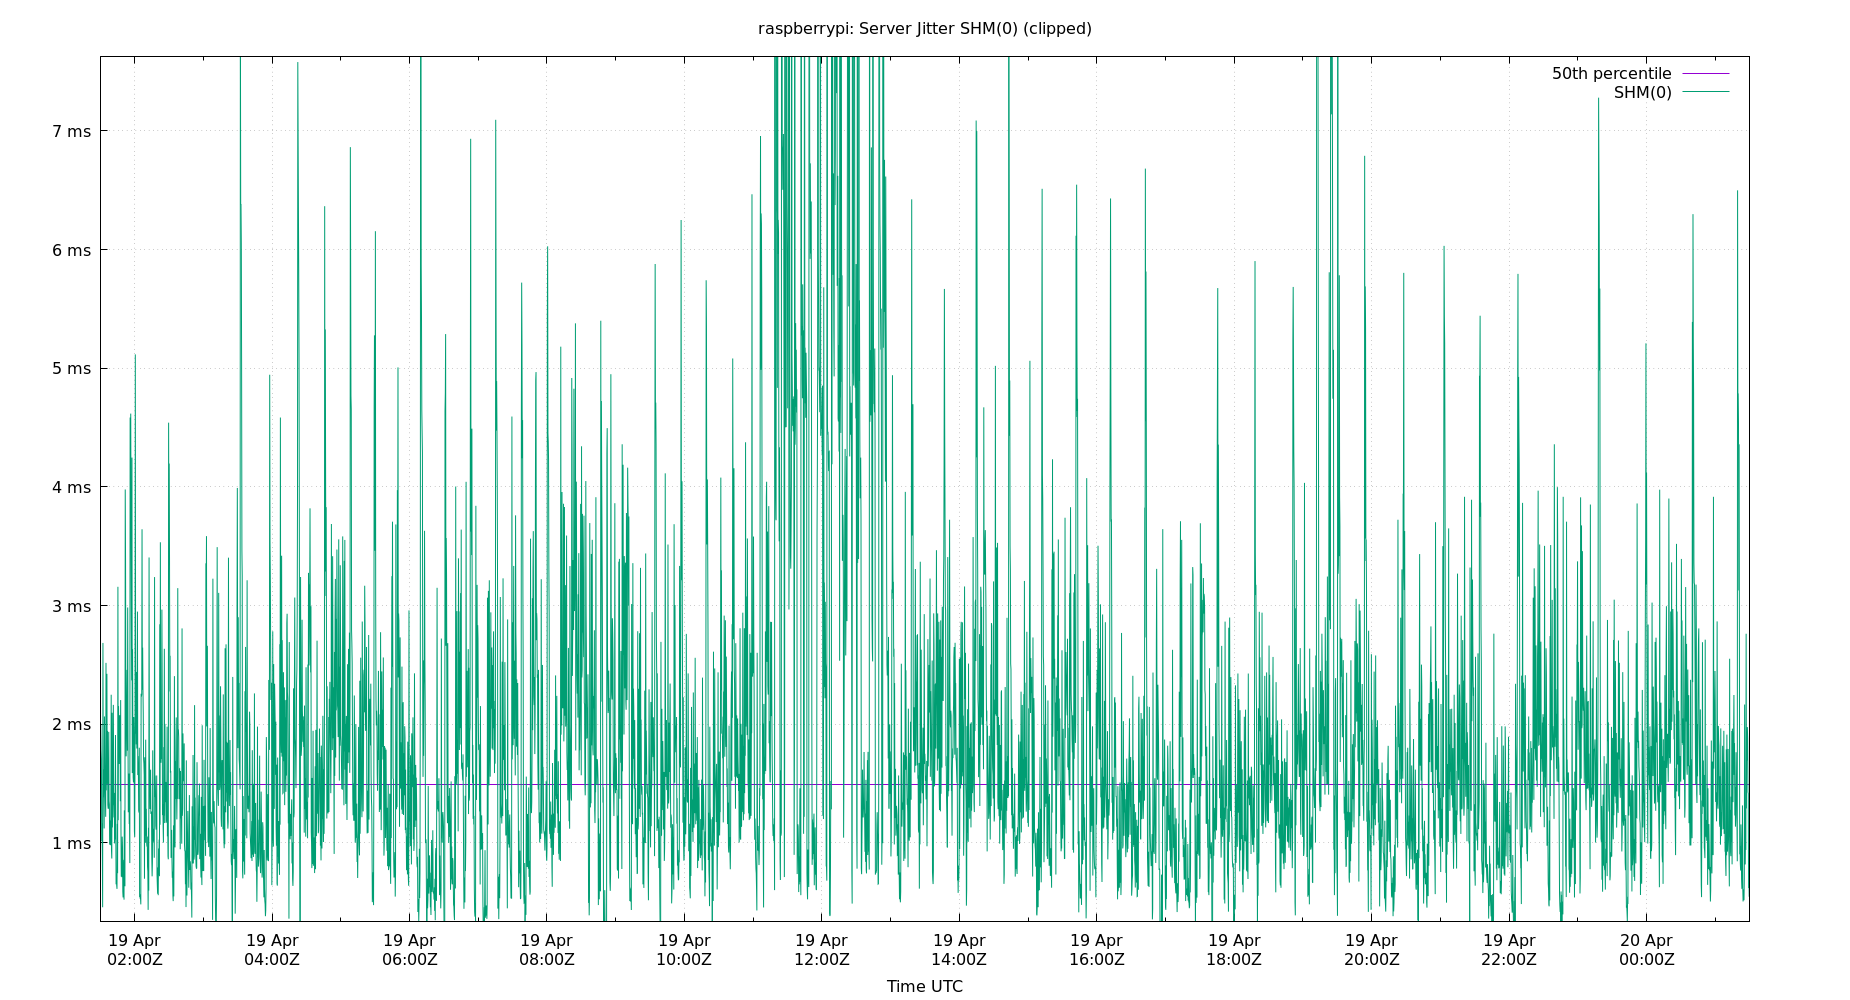 raspberrypi: Server Jitter SHM(0) (clipped)
50th percentile
SHM(0)
7 ms
6 ms
5 ms
4 ms
3 ms
2 ms
1 ms
19 Apr 19 Apr 19 Apr 19 Apr 19 Apr 19 Apr 19 Apr 19 Apr 19 Apr 19 Apr 19 Apr 20 Apr
02:00Z 04:00Z 06:00Z 08:00Z 10:00Z 12:00Z 14:00Z 16:00Z 18:00Z 20:00Z 22:00Z 00:00Z
Time UTC